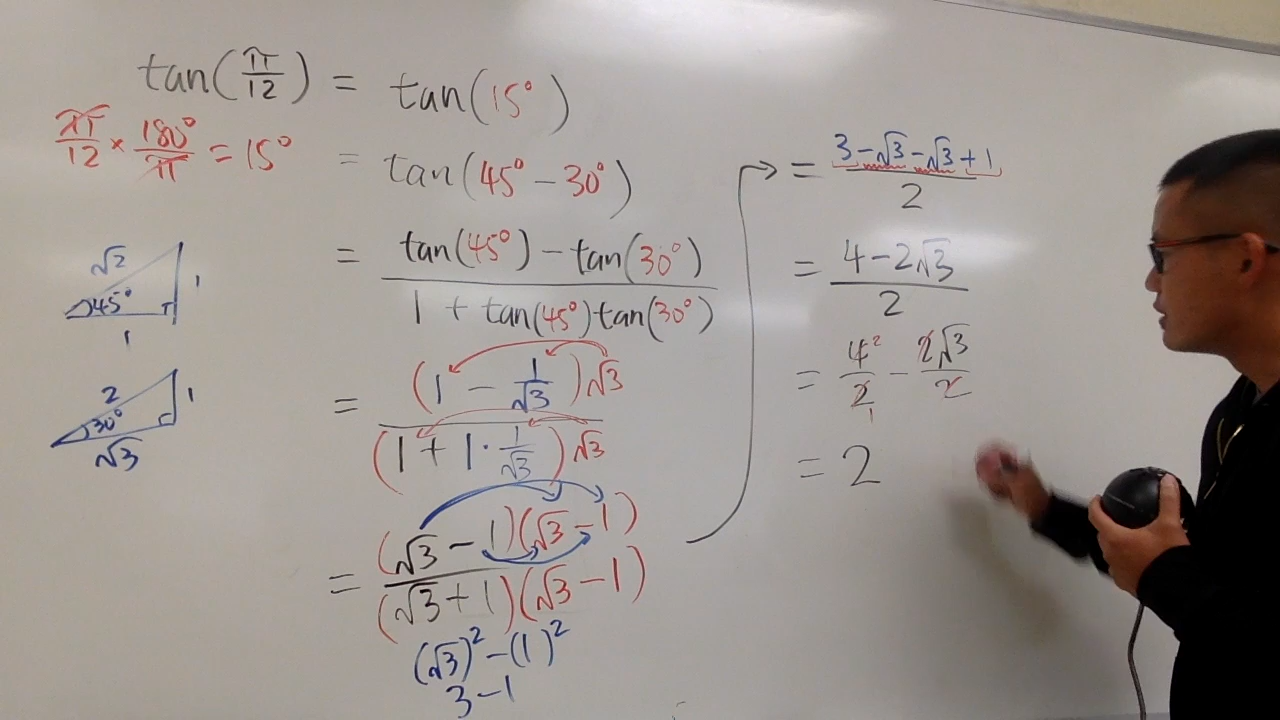 tan(π/12) = tan(15°)
π/12 × 180°/π = 15°
= tan(45° − 30°)
= (tan(45°) − tan(30°))/(1 + tan(45°)tan(30°))
√2
45°
1
1
2
30°
1
√3
= ((1 − 1/√3)√3)/((1 + 1·1/√3)√3)
= ((√3 − 1)(√3 − 1))/((√3 + 1)(√3 − 1))
(√3)² − (1)²
3 − 1
= (3 − √3 − √3 + 1)/2
= (4 − 2√3)/2
= 4²/2₁ − 2√3/2
= 2